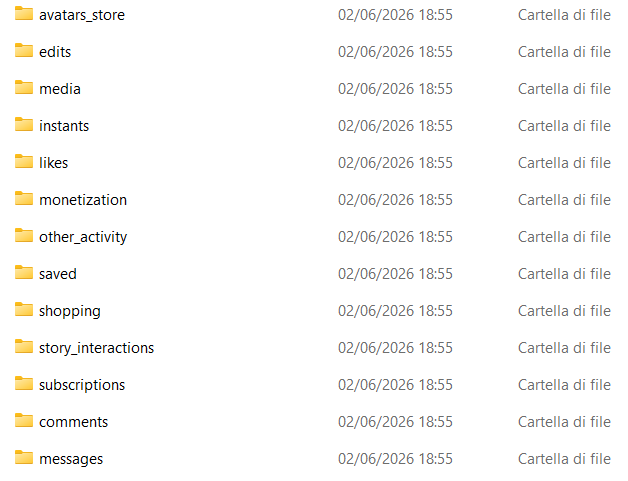 avatars_store 02/06/2026 18:55 Cartella di file
edits 02/06/2026 18:55 Cartella di file
media 02/06/2026 18:55 Cartella di file
instants 02/06/2026 18:55 Cartella di file
likes 02/06/2026 18:55 Cartella di file
monetization 02/06/2026 18:55 Cartella di file
other_activity 02/06/2026 18:55 Cartella di file
saved 02/06/2026 18:55 Cartella di file
shopping 02/06/2026 18:55 Cartella di file
story_interactions 02/06/2026 18:55 Cartella di file
subscriptions 02/06/2026 18:55 Cartella di file
comments 02/06/2026 18:55 Cartella di file
messages 02/06/2026 18:55 Cartella di file